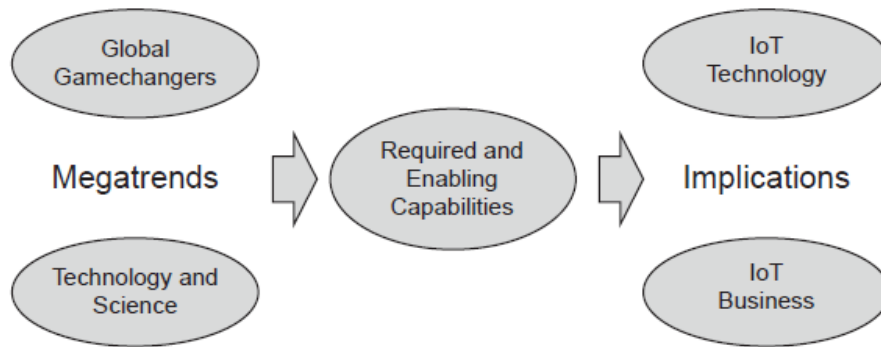 Global
Gamechangers
Megatrends
Technology and
Science
Required and
Enabling
Capabilities
IoT
Technology
Implications
IoT
Business